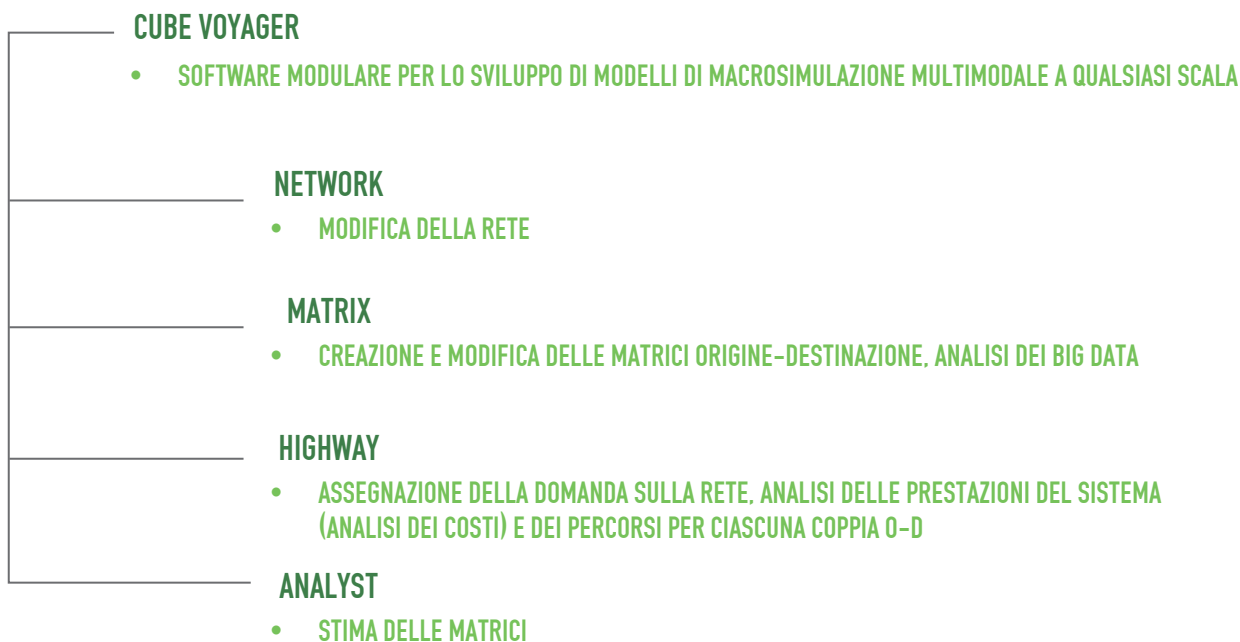 CUBE VOYAGER
• SOFTWARE MODULARE PER LO SVILUPPO DI MODELLI DI MACROSIMULAZIONE MULTIMODALE A QUALSIASI SCALA
NETWORK
• MODIFICA DELLA RETE
MATRIX
• CREAZIONE E MODIFICA DELLE MATRICI ORIGINE-DESTINAZIONE, ANALISI DEI BIG DATA
HIGHWAY
• ASSEGNAZIONE DELLA DOMANDA SULLA RETE, ANALISI DELLE PRESTAZIONI DEL SISTEMA
(ANALISI DEI COSTI) E DEI PERCORSI PER CIASCUNA COPPIA O-D
ANALYST
• STIMA DELLE MATRICI